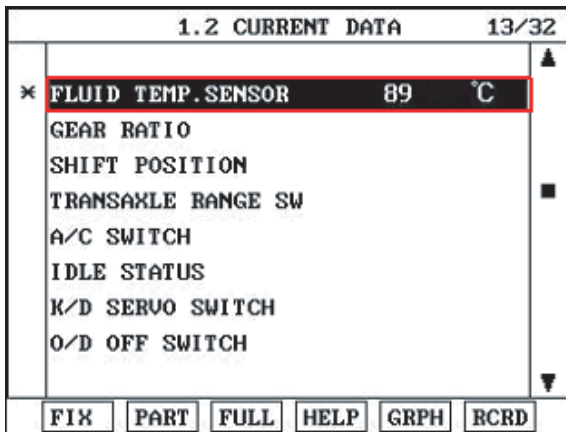 1.2 CURRENT DATA 13/32
* FLUID TEMP.SENSOR 89 ℃
GEAR RATIO
SHIFT POSITION
TRANSAXLE RANGE SW
A/C SWITCH
IDLE STATUS
K/D SERVO SWITCH
O/D OFF SWITCH
FIX PART FULL HELP GRPH RCRD